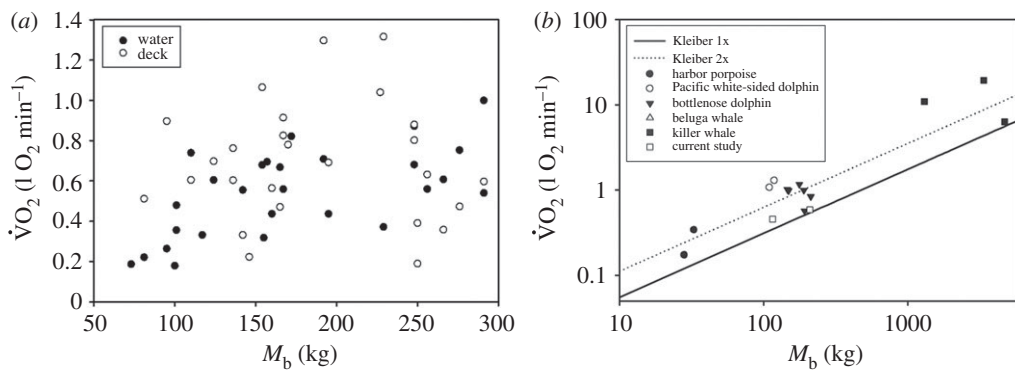 (a)
1.4
1.2
1.0
0.8
0.6
0.4
0.2
0
V̇O₂ (l O₂ min⁻¹)
water
deck
50
100
150
200
250
300
M_b (kg)
(b)
100
10
1
0.1
V̇O₂ (l O₂ min⁻¹)
Kleiber 1x
Kleiber 2x
harbor porpoise
Pacific white-sided dolphin
bottlenose dolphin
beluga whale
killer whale
current study
10
100
1000
M_b (kg)